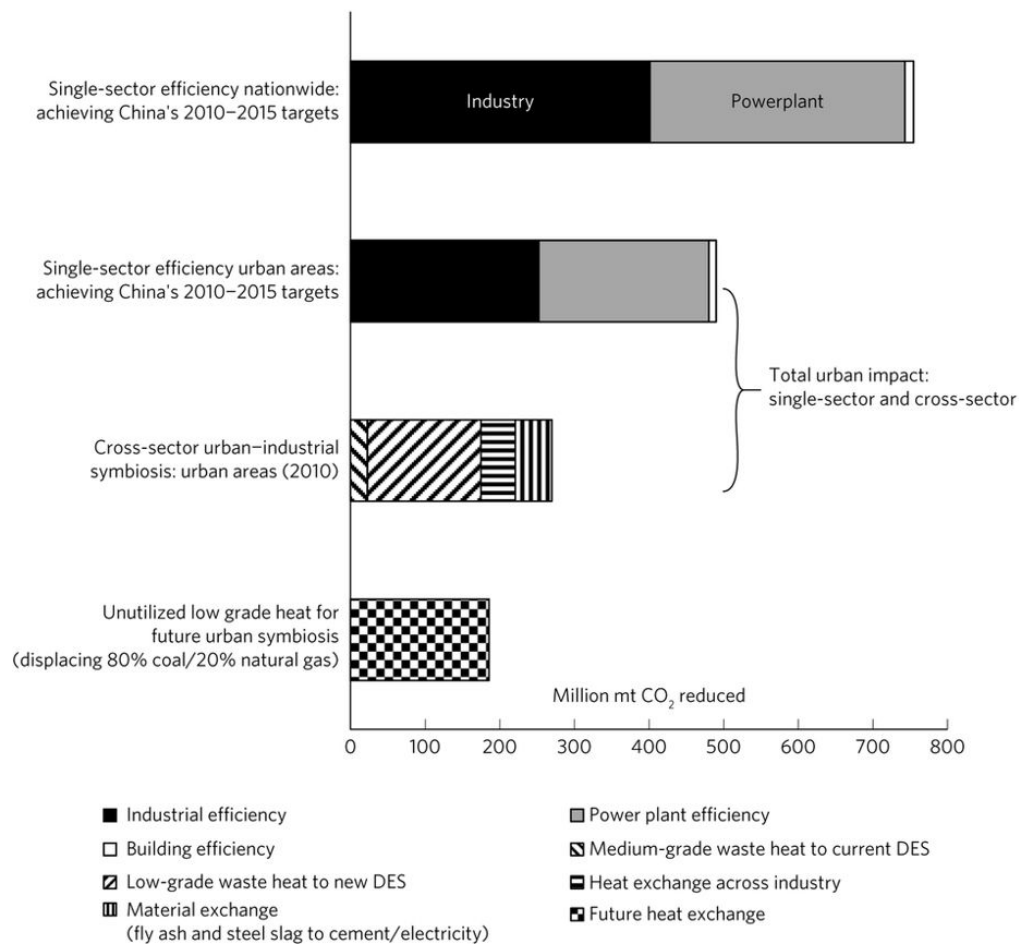 Single-sector efficiency nationwide:
achieving China's 2010–2015 targets
Industry
Powerplant
Single-sector efficiency urban areas:
achieving China's 2010–2015 targets
Total urban impact:
single-sector and cross-sector
Cross-sector urban–industrial
symbiosis: urban areas (2010)
Unutilized low grade heat for
future urban symbiosis
(displacing 80% coal/20% natural gas)
Million mt CO₂ reduced
0 100 200 300 400 500 600 700 800
Industrial efficiency
Power plant efficiency
Building efficiency
Medium-grade waste heat to current DES
Low-grade waste heat to new DES
Heat exchange across industry
Material exchange
(fly ash and steel slag to cement/electricity)
Future heat exchange